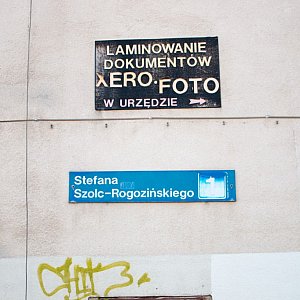 LAMINOWANIE
DOKUMENTÓW
XERO. FOTO
W URZĘDZIE
Stefana
Szolc-Rogozińskiego